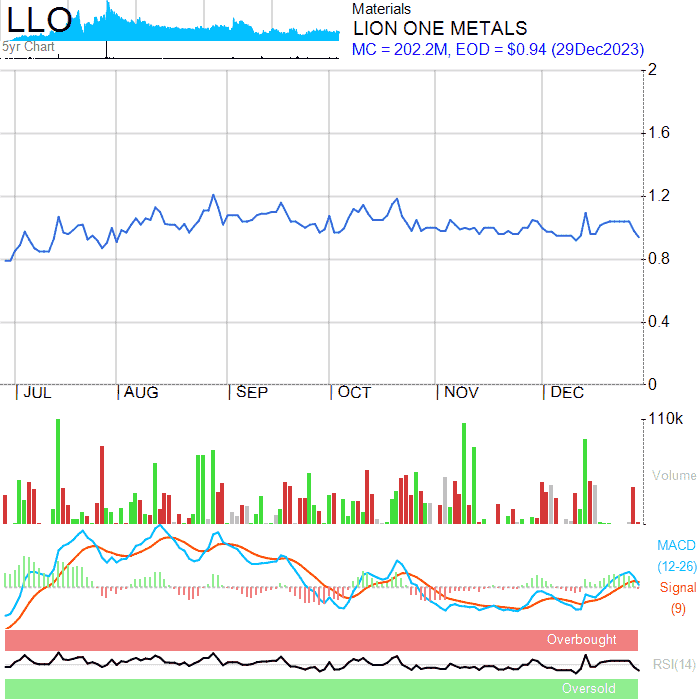 LLO
5yr Chart
Materials
LION ONE METALS
MC = 202.2M, EOD = $0.94 (29Dec2023)
2
1.6
1.2
0.8
0.4
0
JUL AUG SEP OCT NOV DEC
110k
Volume
MACD
(12-26)
Signal
(9)
Overbought
RSI(14)
Oversold